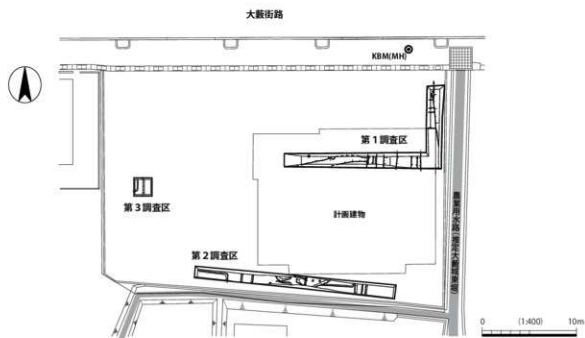 大藪街路
KBM(MH)
第1調査区
第3調査区
計画建物
第2調査区
農業用水路(推定大藪城東堀)
0 (1:400) 10m